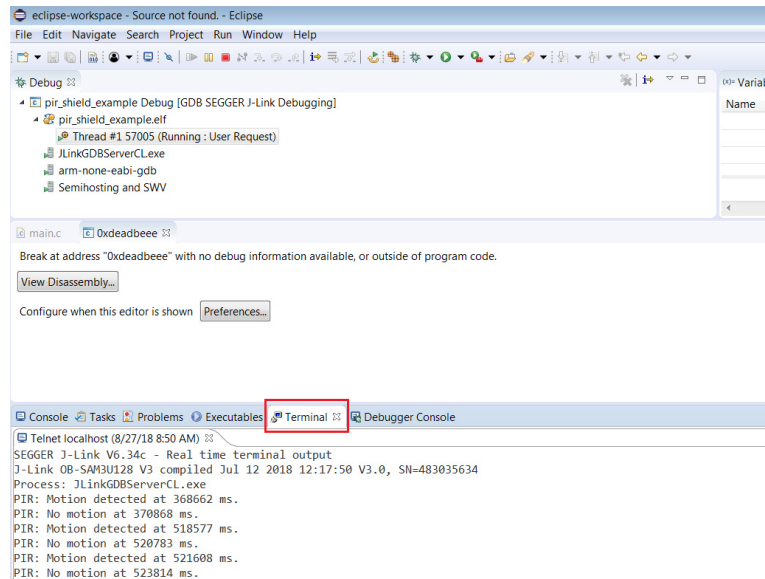 eclipse-workspace - Source not found. - Eclipse
File Edit Navigate Search Project Run Window Help
Debug
(x)= Variab
pir_shield_example Debug [GDB SEGGER J-Link Debugging]
Name
pir_shield_example.elf
Thread #1 57005 (Running : User Request)
JLinkGDBServerCL.exe
arm-none-eabi-gdb
Semihosting and SWV
main.c 0xdeadbeee
Break at address "0xdeadbeee" with no debug information available, or outside of program code.
View Disassembly...
Configure when this editor is shown Preferences...
Console Tasks Problems Executables Terminal Debugger Console
Telnet localhost (8/27/18 8:50 AM)
SEGGER J-Link V6.34c - Real time terminal output
J-Link OB-SAM3U128 V3 compiled Jul 12 2018 12:17:50 V3.0, SN=483035634
Process: JLinkGDBServerCL.exe
PIR: Motion detected at 368662 ms.
PIR: No motion at 370868 ms.
PIR: Motion detected at 518577 ms.
PIR: No motion at 520783 ms.
PIR: Motion detected at 521608 ms.
PIR: No motion at 523814 ms.